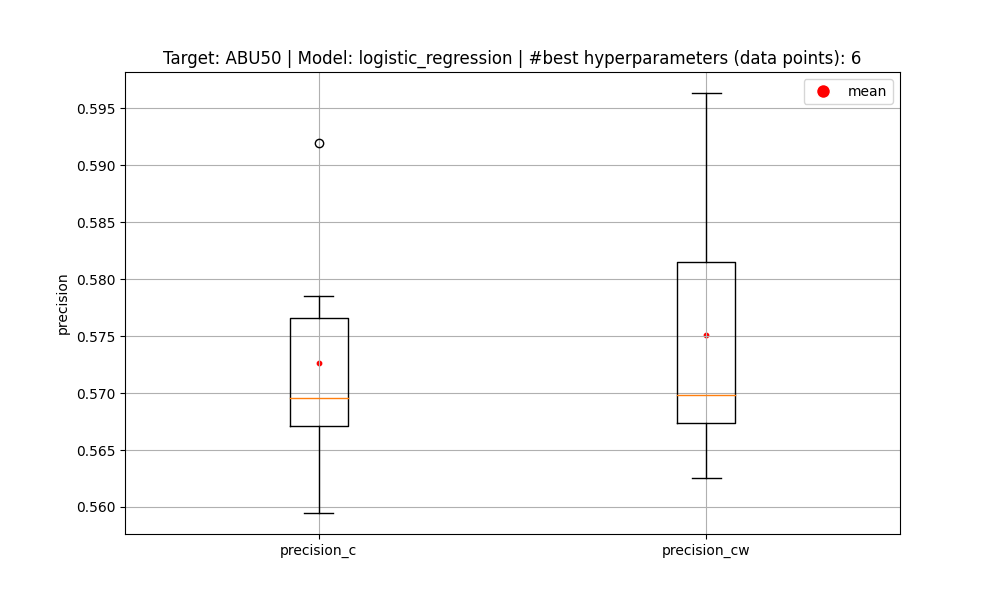 Target: ABU50 | Model: logistic_regression | #best hyperparameters (data points): 6
mean
0.595
0.590
0.585
0.580
0.575
0.570
0.565
0.560
precision
precision_c
precision_cw